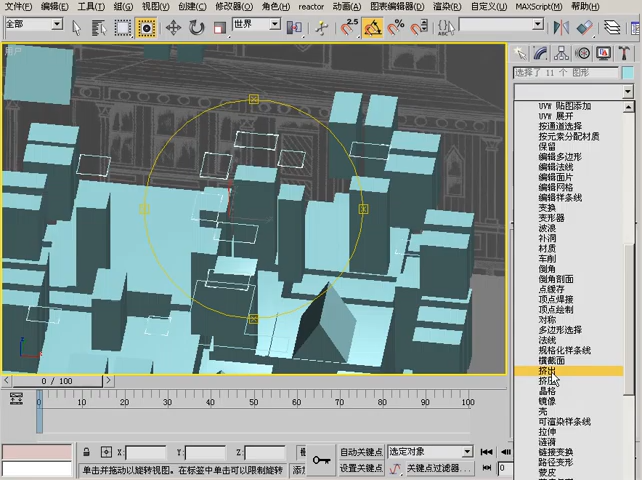 文件(F) 编辑(E) 工具(T) 组(G) 视图(V) 创建(C) 修改器(O) 角色(H) reactor 动画(A) 图表编辑器(D) 渲染(R) 自定义(U) MAXScript(M) 帮助(H)
全部 世界 2.5
用户
选择了 11 个 图形
UVW 贴图添加
UVW 展开
按通道选择
按元素分配材质
保留
编辑多边形
编辑法线
编辑面片
编辑网格
编辑样条线
变换
变形器
波浪
补洞
材质
车削
倒角
倒角剖面
点缓存
顶点焊接
顶点绘制
对称
多边形选择
法线
规格化样条线
横截面
挤出
挤压
晶格
镜像
壳
可渲染样条线
拉伸
涟漪
链接变换
路径变形
蒙皮
0 / 100
0 10 20 30 40 50 60 70 80 90 100
X: Y: Z: 自动关键点 选定对象
单击并拖动以旋转视图。在标签中单击可以限制旋转 添加 设置关键点 关键点过滤器... 0